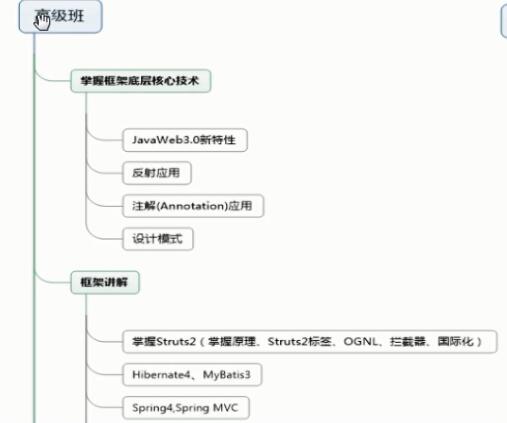 高级班
掌握框架底层核心技术
JavaWeb3.0新特性
反射应用
注解(Annotation)应用
设计模式
框架讲解
掌握Struts2（掌握原理、Struts2标签、OGNL、拦截器、国际化）
Hibernate4、MyBatis3
Spring4,Spring MVC